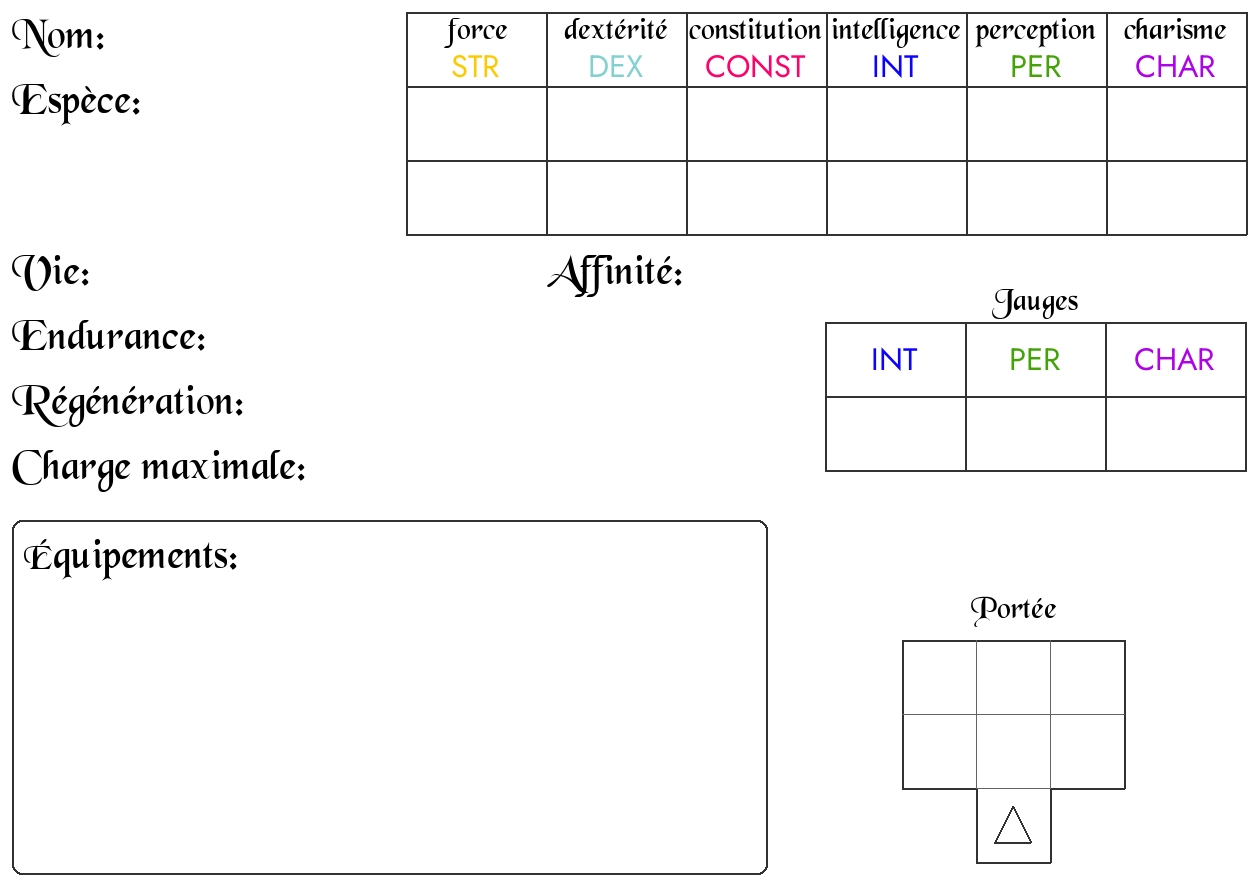 Nom:
Espèce:
force dextérité constitution intelligence perception charisme
STR DEX CONST INT PER CHAR
Vie:
Affinité:
Endurance:
Régénération:
Charge maximale:
Jauges
INT PER CHAR
Équipements:
Portée